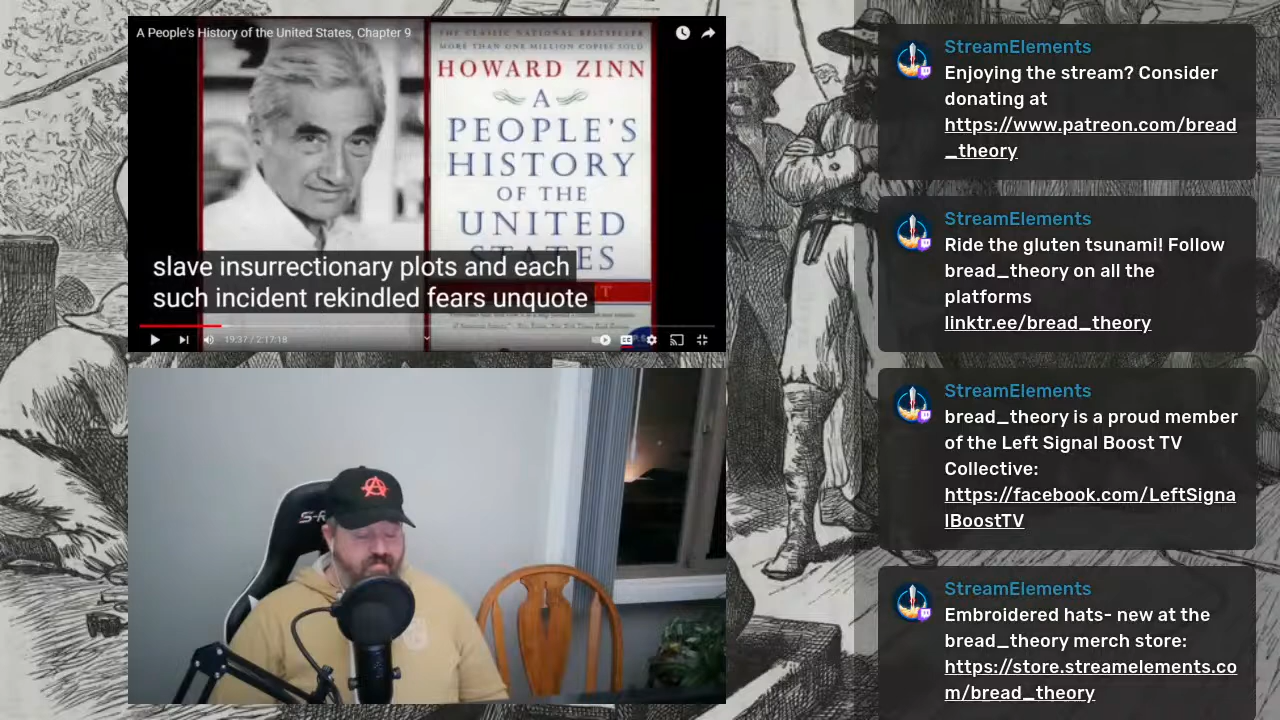 A People's History of the United States, Chapter 9
THE CLASSIC NATIONAL BESTSELLER
MORE THAN ONE MILLION COPIES SOLD
HOWARD ZINN
A
PEOPLE'S
HISTORY
OF THE
UNITED
STATES
slave insurrectionary plots and each
such incident rekindled fears unquote
19:37 / 2:17:18
StreamElements
Enjoying the stream? Consider
donating at
https://www.patreon.com/bread
_theory
StreamElements
Ride the gluten tsunami! Follow
bread_theory on all the
platforms
linktr.ee/bread_theory
StreamElements
bread_theory is a proud member
of the Left Signal Boost TV
Collective:
https://facebook.com/LeftSigna
lBoostTV
StreamElements
Embroidered hats- new at the
bread_theory merch store:
https://store.streamelements.co
m/bread_theory